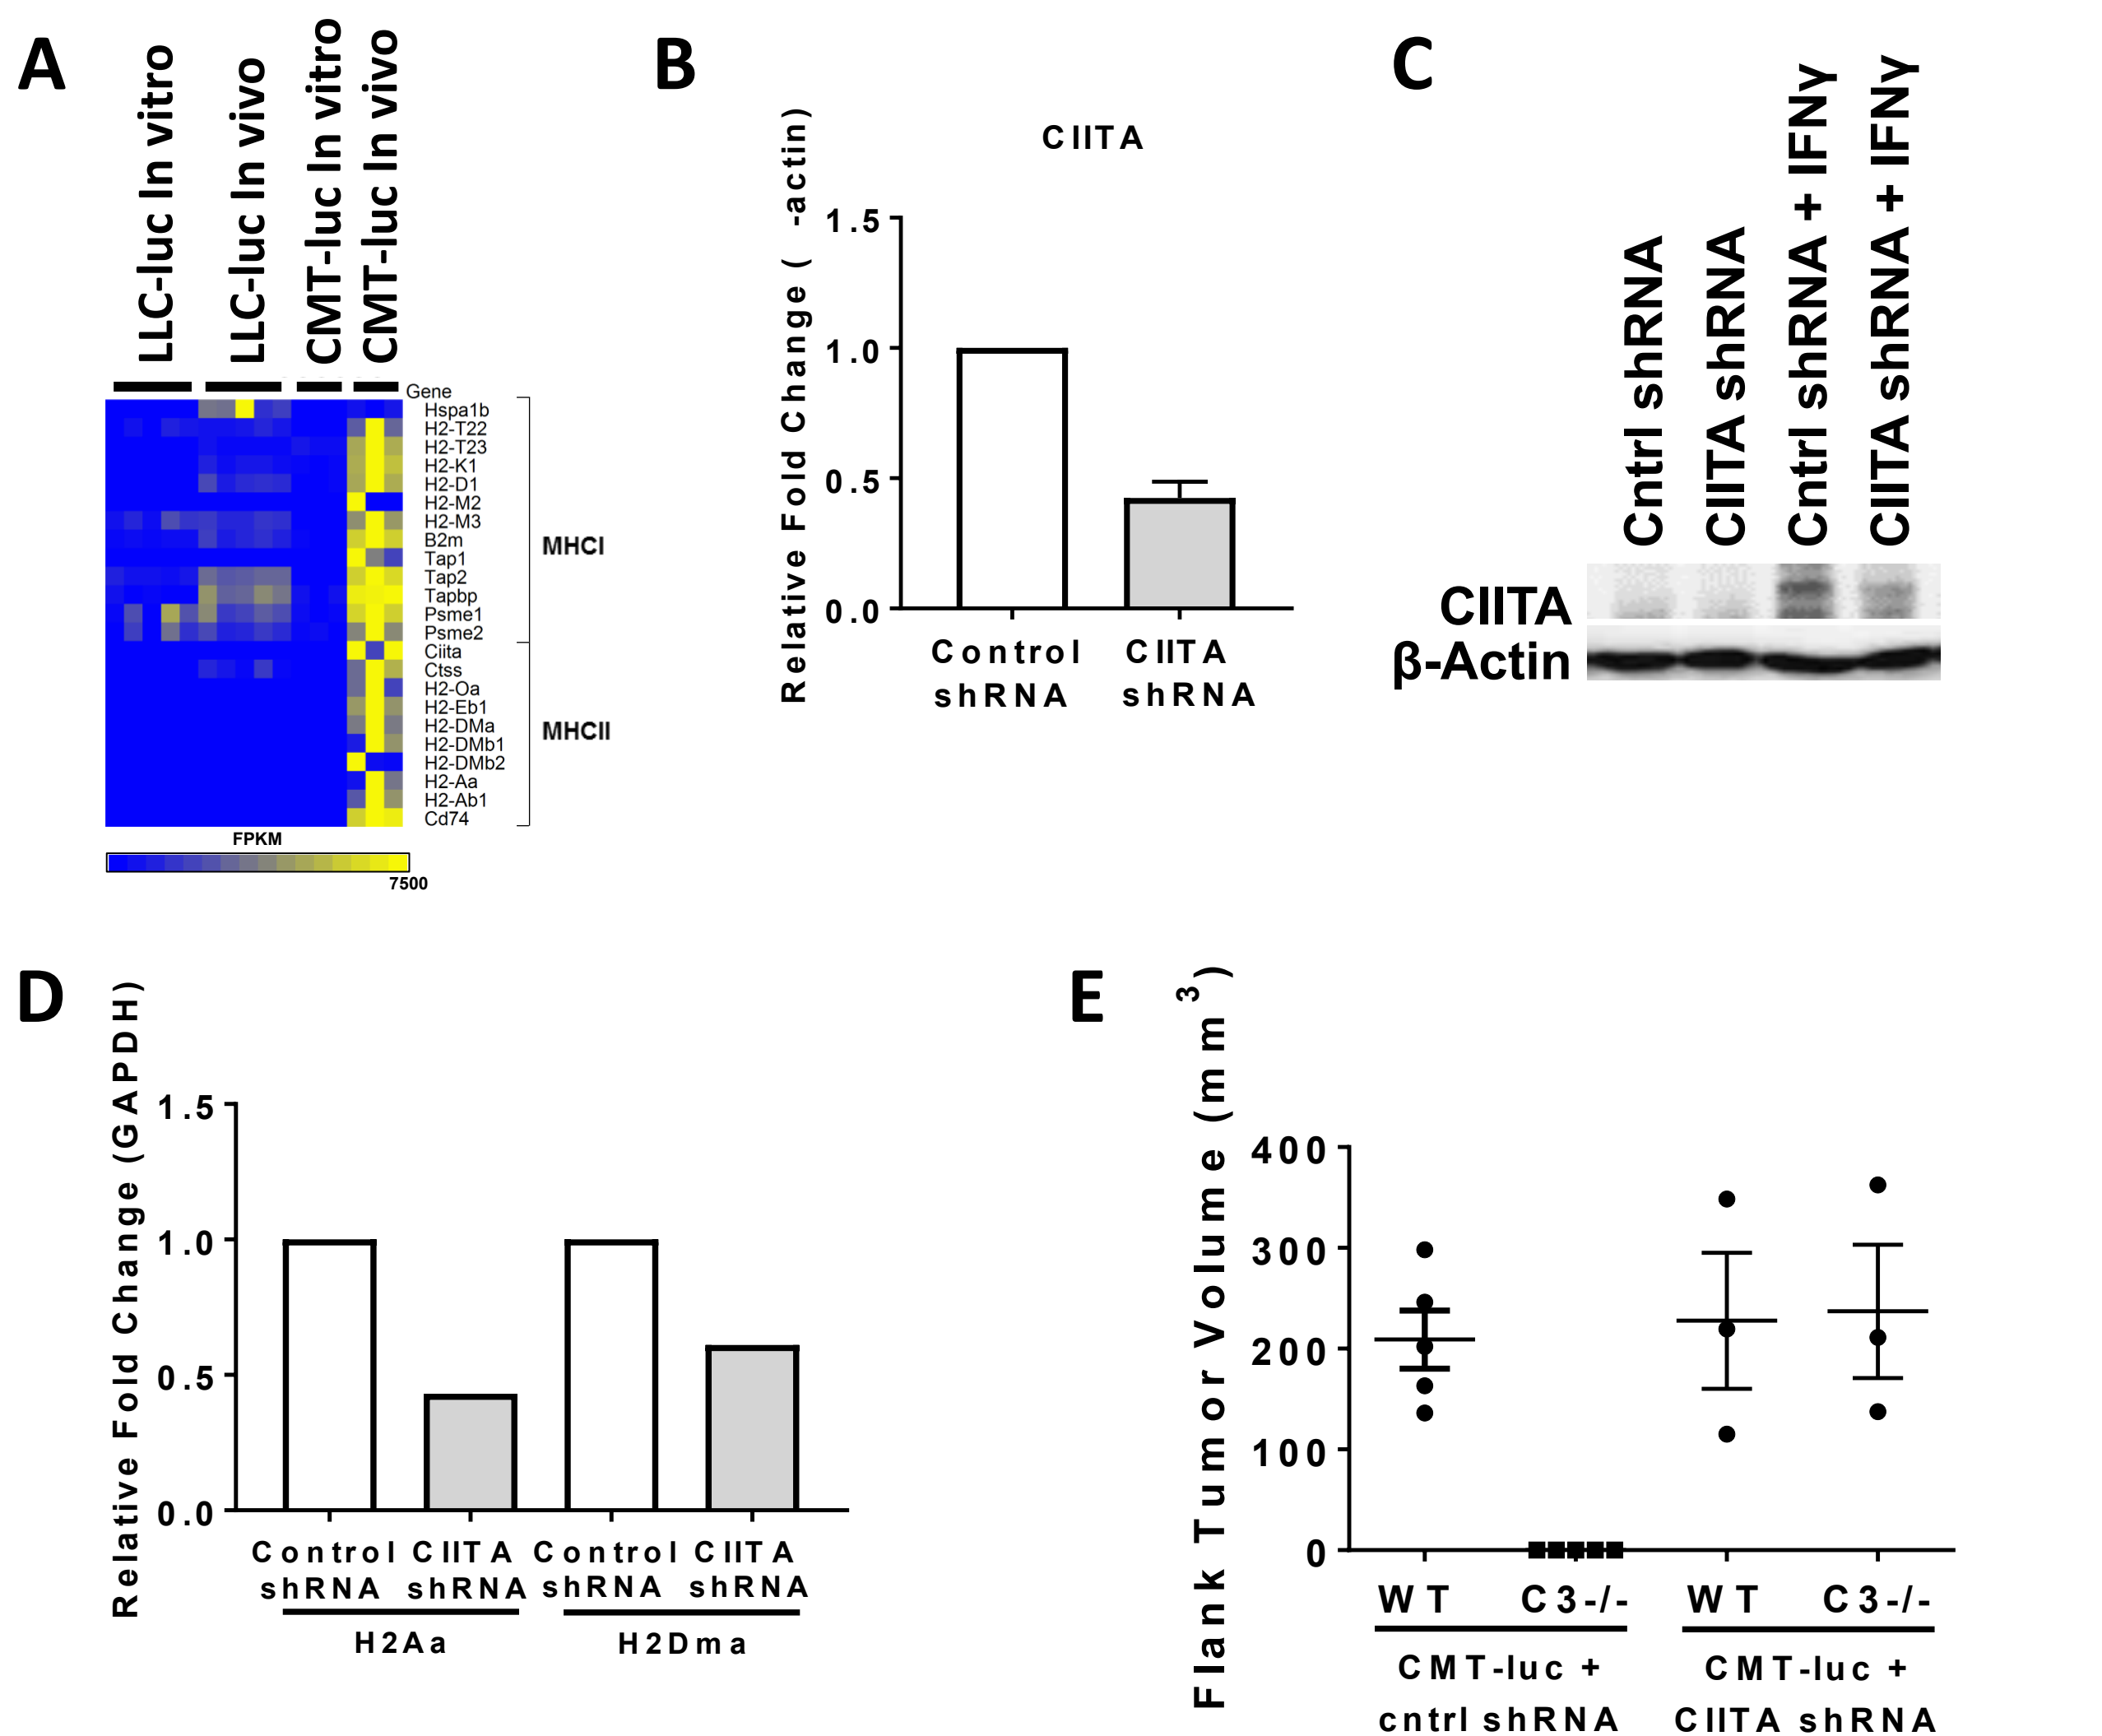 A
LLC-luc In vitro
LLC-luc In vivo
CMT-luc In vitro
CMT-luc In vivo
Gene
Hspa1b
H2-T22
H2-T23
H2-K1
H2-D1
H2-M2
H2-M3
B2m
Tap1
Tap2
Tapbp
Psme1
Psme2
Ciita
Ctss
H2-Oa
H2-Eb1
H2-DMa
H2-DMb1
H2-DMb2
H2-Aa
H2-Ab1
Cd74
MHCI
MHCII
FPKM
7500
B
CIITA
Relative Fold Change ( -actin)
1.5
1.0
0.5
0.0
Control shRNA
CIITA shRNA
C
Cntrl shRNA
CIITA shRNA
Cntrl shRNA + IFNγ
CIITA shRNA + IFNγ
CIITA
β-Actin
D
Relative Fold Change (GAPDH)
1.5
1.0
0.5
0.0
Control shRNA
CIITA shRNA
Control shRNA
CIITA shRNA
H2Aa
H2Dma
E
Flank Tumor Volume (mm³)
400
300
200
100
0
WT
C3-/-
WT
C3-/-
CMT-luc +
cntrl shRNA
CMT-luc +
CIITA shRNA